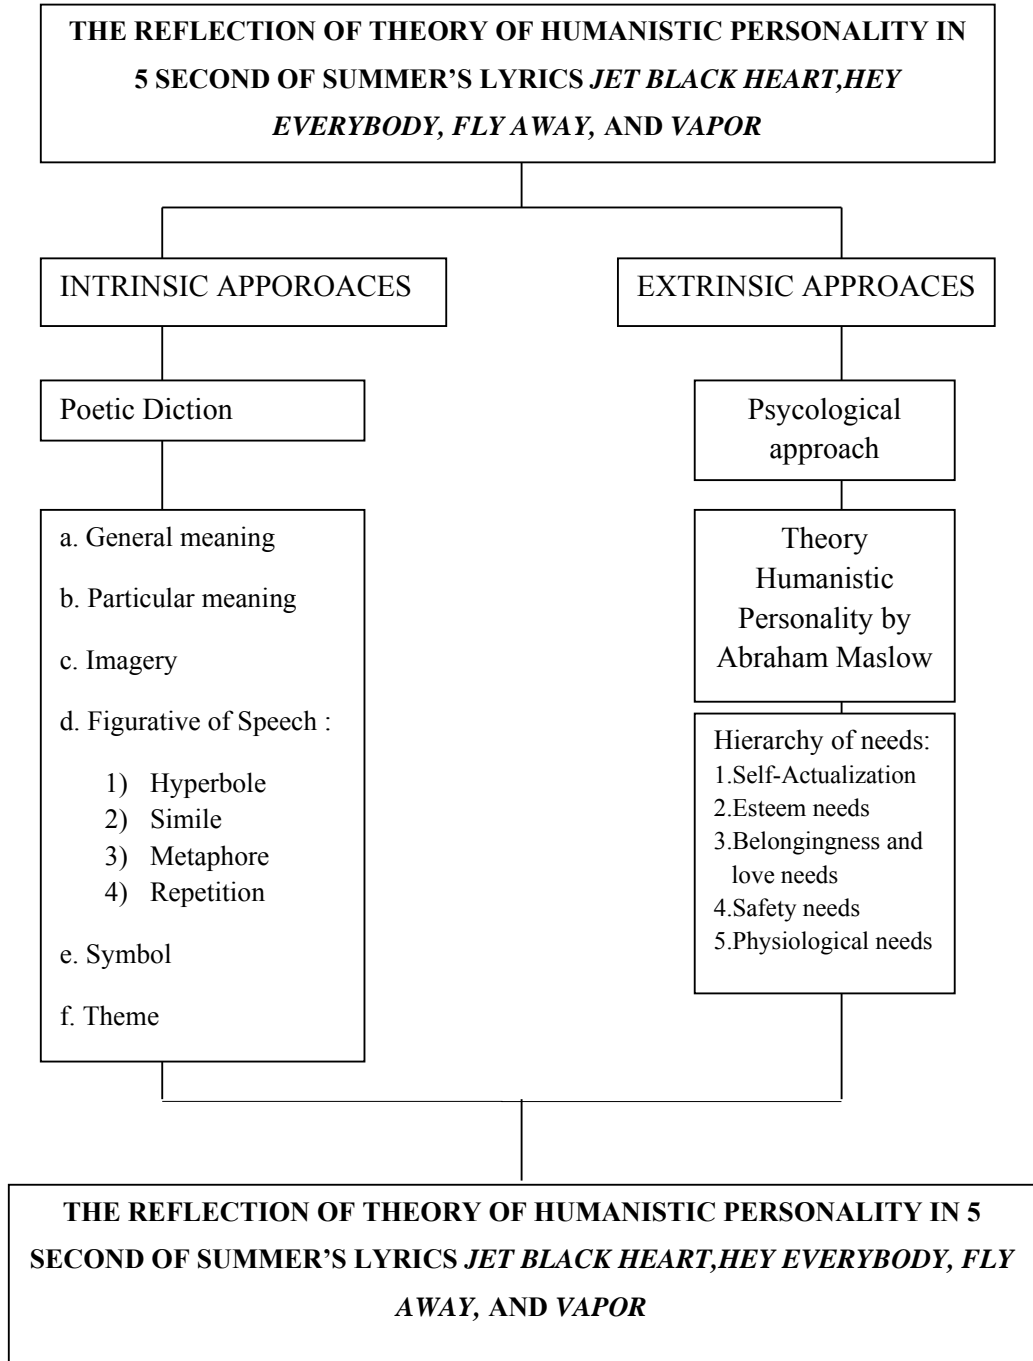 THE REFLECTION OF THEORY OF HUMANISTIC PERSONALITY IN
5 SECOND OF SUMMER’S LYRICS JET BLACK HEART,HEY
EVERYBODY, FLY AWAY, AND VAPOR
INTRINSIC APPOROACES
Poetic Diction
a. General meaning
b. Particular meaning
c. Imagery
d. Figurative of Speech :
1) Hyperbole
2) Simile
3) Metaphore
4) Repetition
e. Symbol
f. Theme
EXTRINSIC APPROACES
Psycological
approach
Theory
Humanistic
Personality by
Abraham Maslow
Hierarchy of needs:
1.Self-Actualization
2.Esteem needs
3.Belongingness and
love needs
4.Safety needs
5.Physiological needs
THE REFLECTION OF THEORY OF HUMANISTIC PERSONALITY IN 5
SECOND OF SUMMER’S LYRICS JET BLACK HEART,HEY EVERYBODY, FLY
AWAY, AND VAPOR